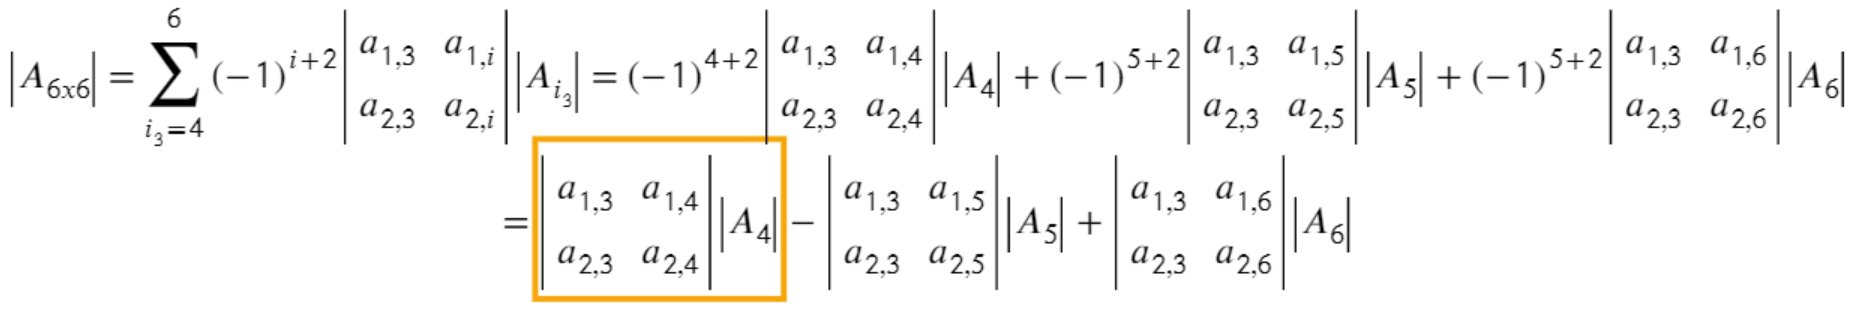 |A_{6x6}| = \sum_{i_3=4}^{6} (-1)^{i+2} \begin{vmatrix} a_{1,3} & a_{1,i} \\ a_{2,3} & a_{2,i} \end{vmatrix} |A_{i_3}| = (-1)^{4+2} \begin{vmatrix} a_{1,3} & a_{1,4} \\ a_{2,3} & a_{2,4} \end{vmatrix} |A_4| + (-1)^{5+2} \begin{vmatrix} a_{1,3} & a_{1,5} \\ a_{2,3} & a_{2,5} \end{vmatrix} |A_5| + (-1)^{5+2} \begin{vmatrix} a_{1,3} & a_{1,6} \\ a_{2,3} & a_{2,6} \end{vmatrix} |A_6|
= \begin{vmatrix} a_{1,3} & a_{1,4} \\ a_{2,3} & a_{2,4} \end{vmatrix} |A_4| - \begin{vmatrix} a_{1,3} & a_{1,5} \\ a_{2,3} & a_{2,5} \end{vmatrix} |A_5| + \begin{vmatrix} a_{1,3} & a_{1,6} \\ a_{2,3} & a_{2,6} \end{vmatrix} |A_6|